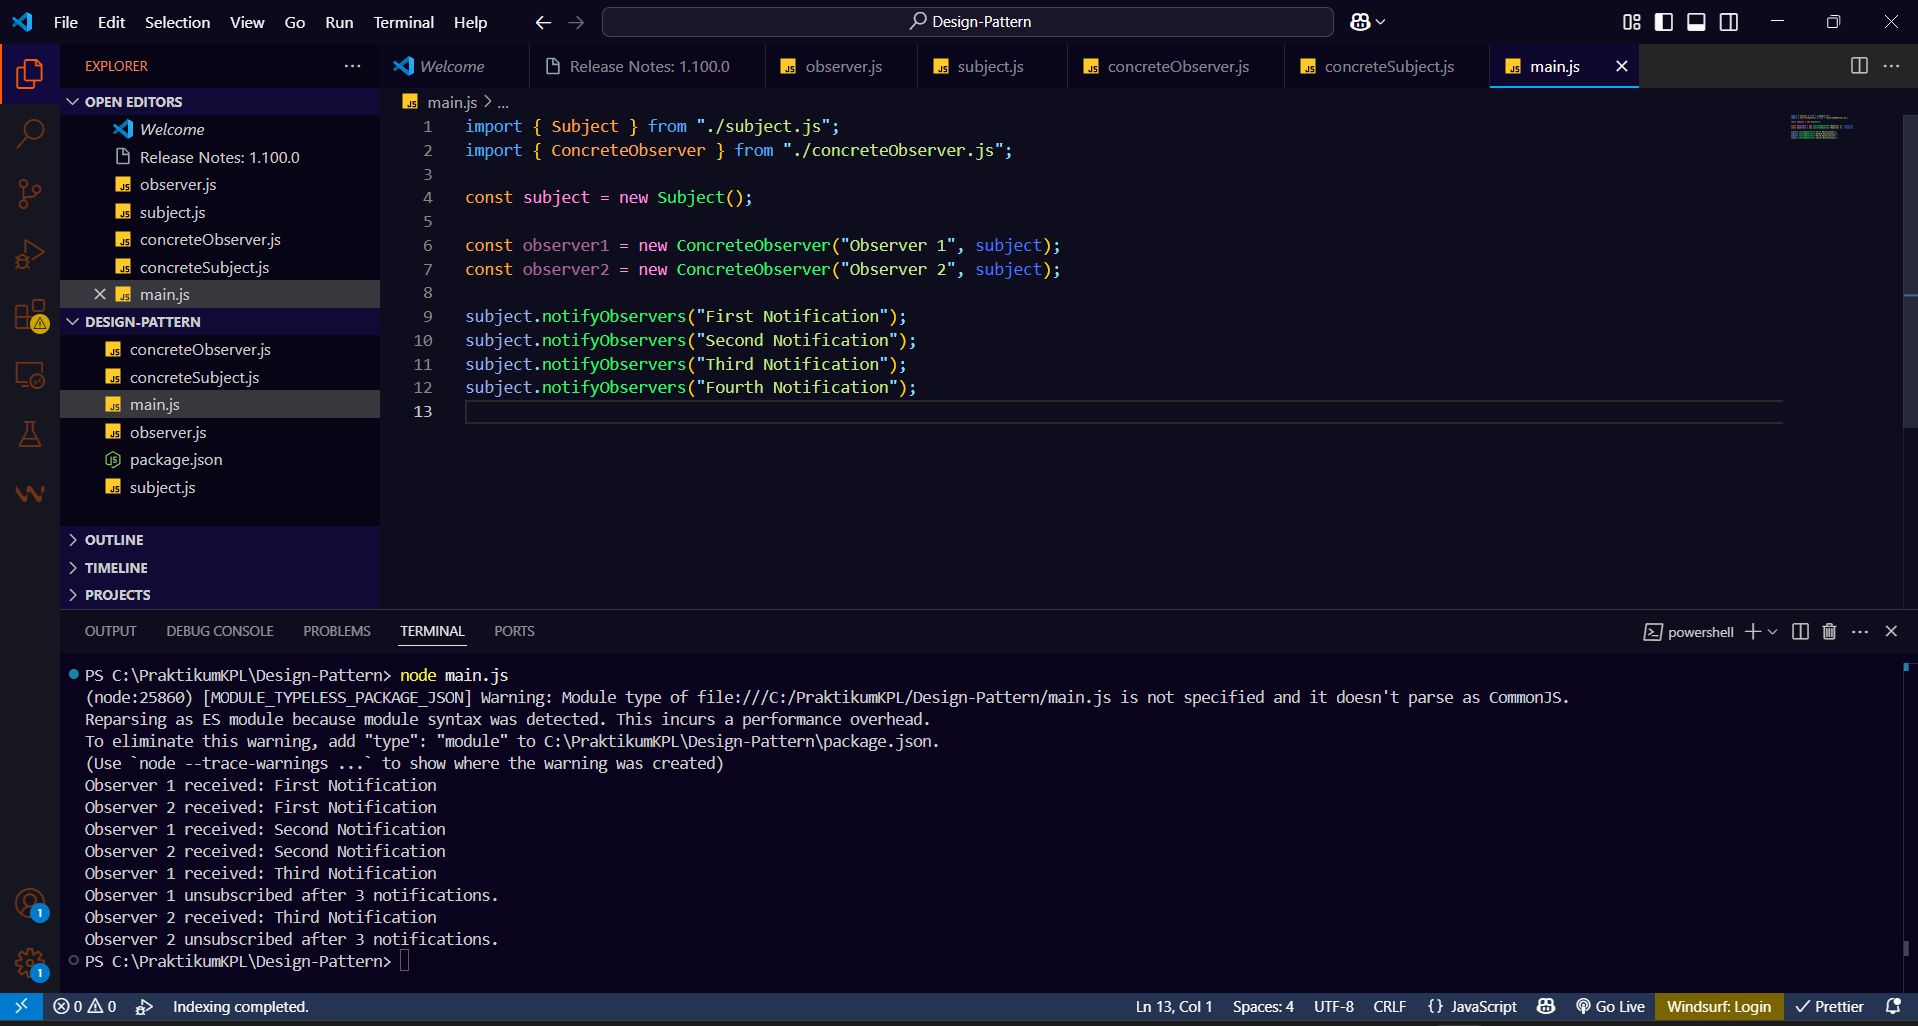 File Edit Selection View Go Run Terminal Help
Design-Pattern
EXPLORER
OPEN EDITORS
Welcome
Release Notes: 1.100.0
observer.js
subject.js
concreteObserver.js
concreteSubject.js
main.js
DESIGN-PATTERN
concreteObserver.js
concreteSubject.js
main.js
observer.js
package.json
subject.js
OUTLINE
TIMELINE
PROJECTS
1
1
Welcome Release Notes: 1.100.0 observer.js subject.js concreteObserver.js concreteSubject.js main.js
main.js > ...
1 import { Subject } from "./subject.js";
2 import { ConcreteObserver } from "./concreteObserver.js";
3
4 const subject = new Subject();
5
6 const observer1 = new ConcreteObserver("Observer 1", subject);
7 const observer2 = new ConcreteObserver("Observer 2", subject);
8
9 subject.notifyObservers("First Notification");
10 subject.notifyObservers("Second Notification");
11 subject.notifyObservers("Third Notification");
12 subject.notifyObservers("Fourth Notification");
13
OUTPUT DEBUG CONSOLE PROBLEMS TERMINAL PORTS
powershell
PS C:\PraktikumKPL\Design-Pattern> node main.js
(node:25860) [MODULE_TYPELESS_PACKAGE_JSON] Warning: Module type of file:///C:/PraktikumKPL/Design-Pattern/main.js is not specified and it doesn't parse as CommonJS.
Reparsing as ES module because module syntax was detected. This incurs a performance overhead.
To eliminate this warning, add "type": "module" to C:\PraktikumKPL\Design-Pattern\package.json.
(Use `node --trace-warnings ...` to show where the warning was created)
Observer 1 received: First Notification
Observer 2 received: First Notification
Observer 1 received: Second Notification
Observer 2 received: Second Notification
Observer 1 received: Third Notification
Observer 1 unsubscribed after 3 notifications.
Observer 2 received: Third Notification
Observer 2 unsubscribed after 3 notifications.
PS C:\PraktikumKPL\Design-Pattern>
0 0 Indexing completed. Ln 13, Col 1 Spaces: 4 UTF-8 CRLF {} JavaScript Go Live Windsurf: Login Prettier